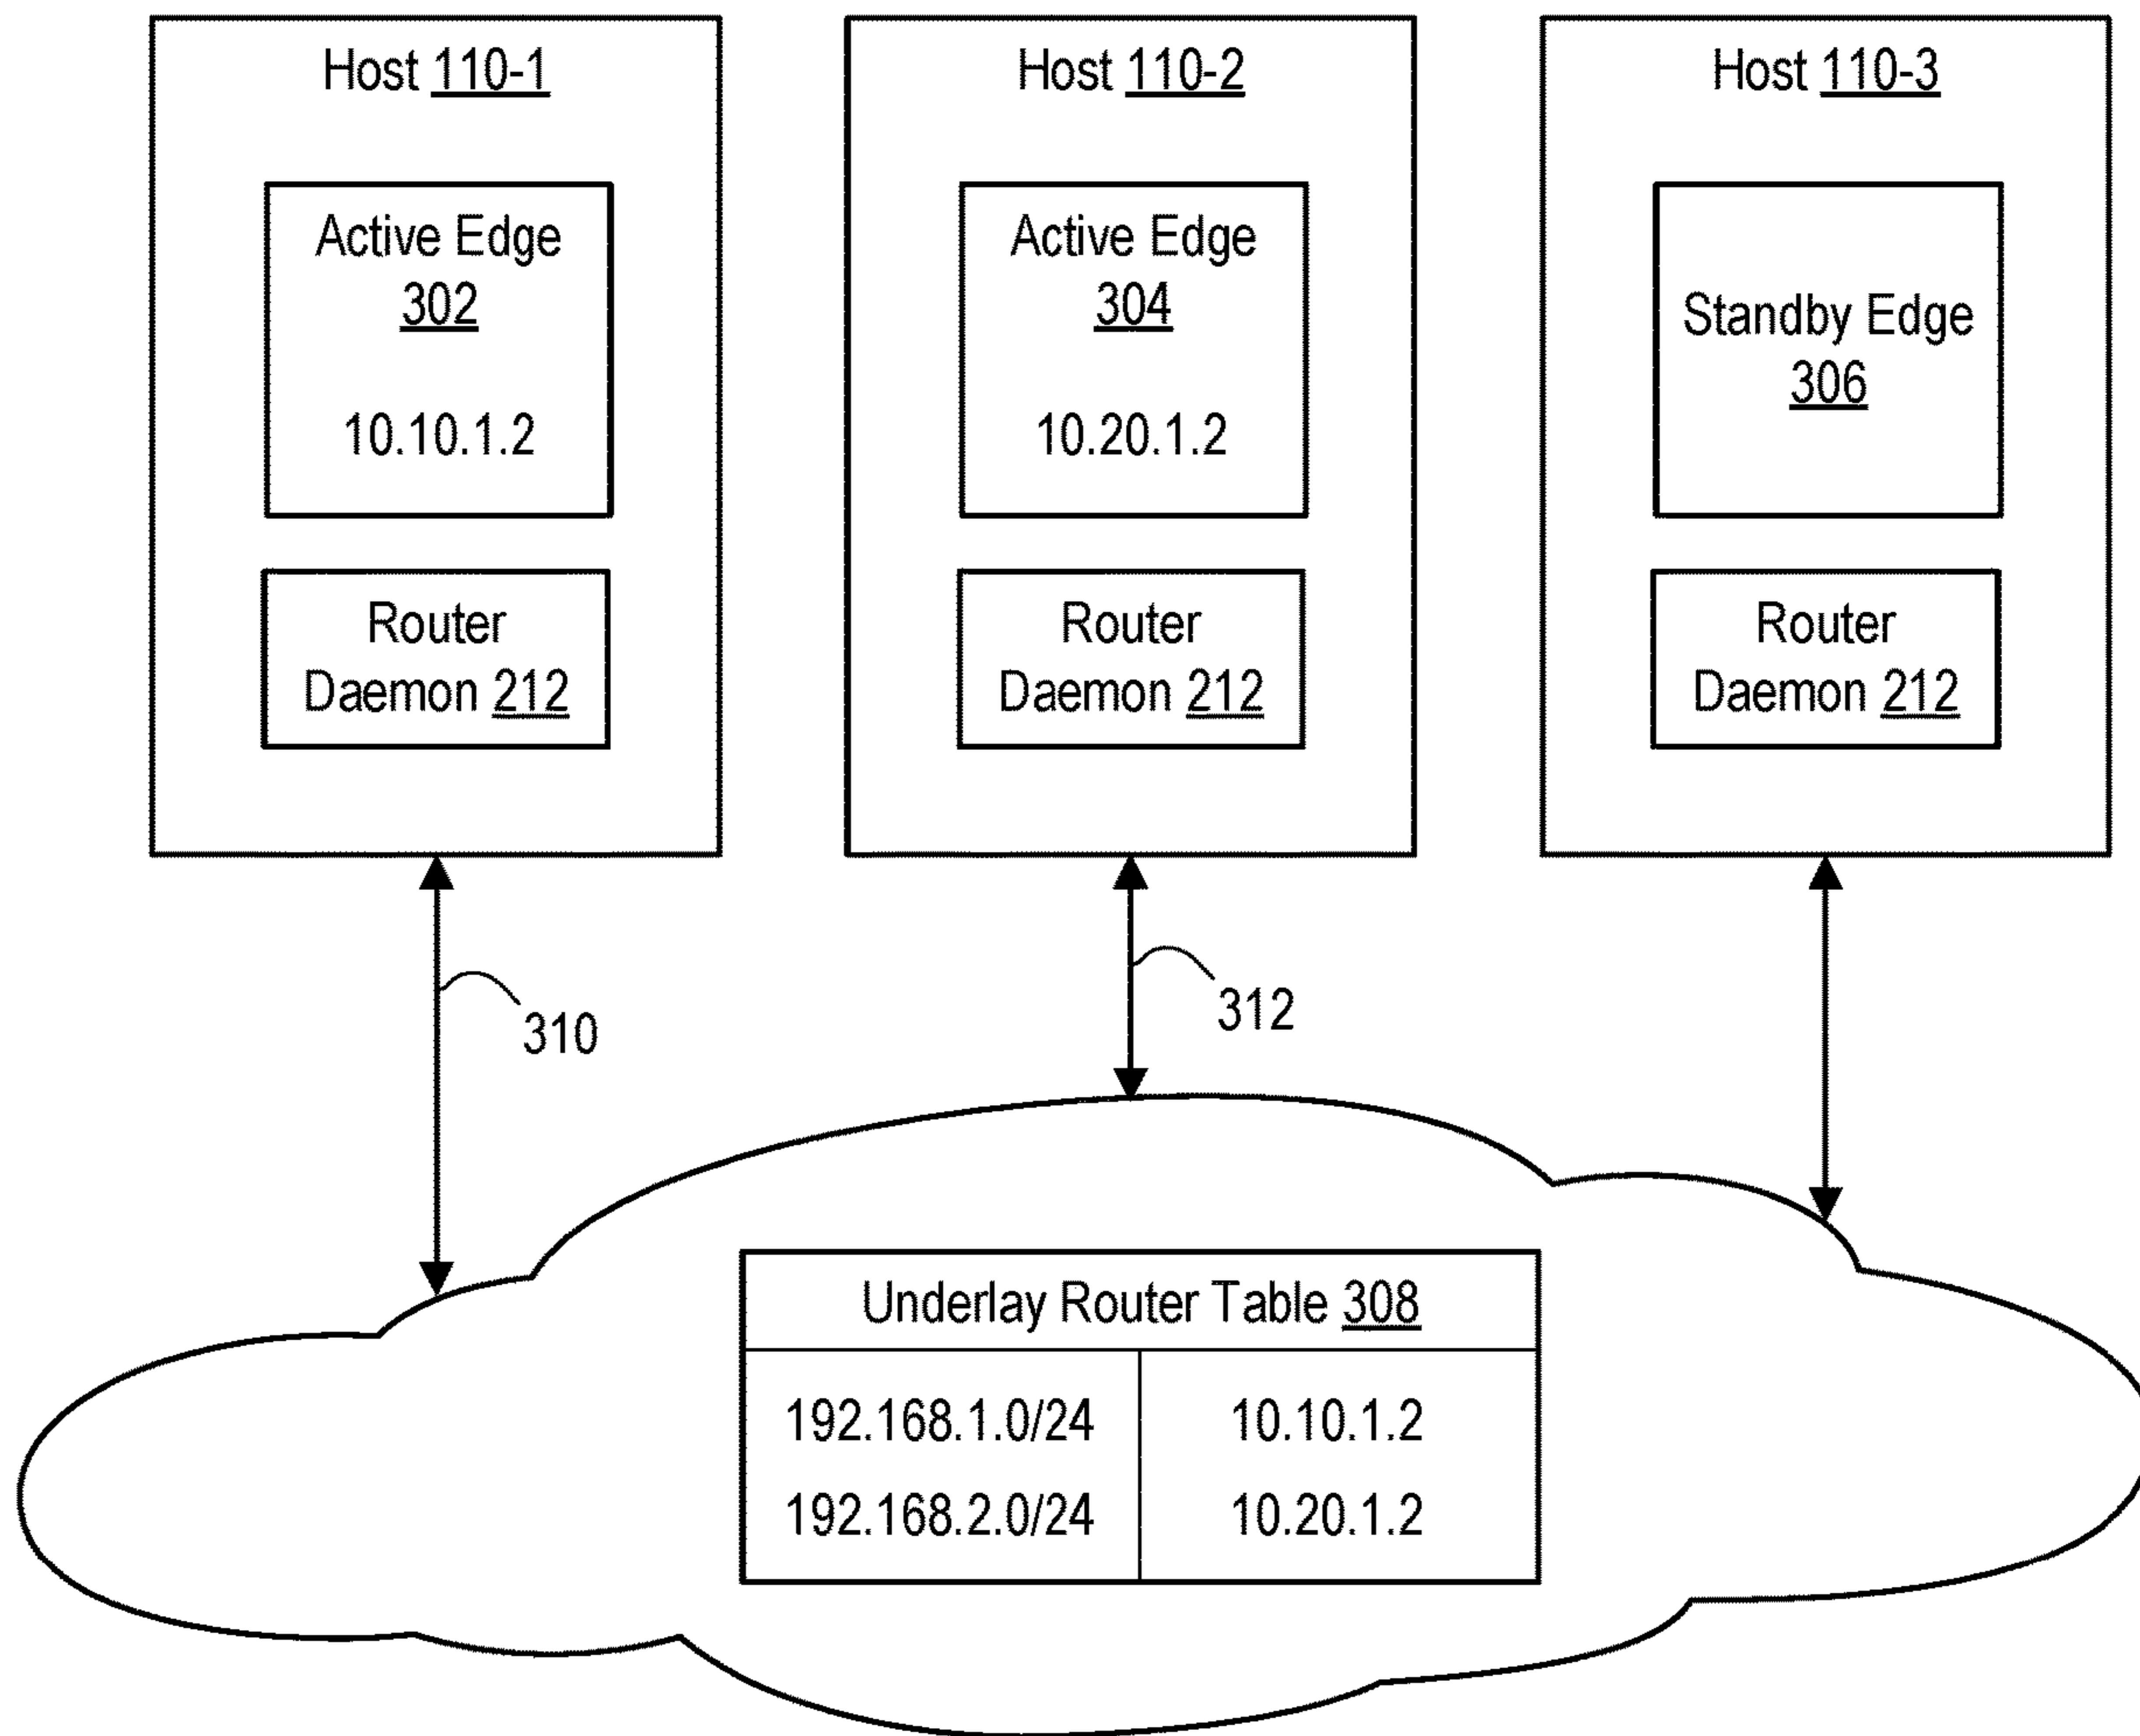 Host 110-1
Active Edge
302
10.10.1.2
Router
Daemon 212
Host 110-2
Active Edge
304
10.20.1.2
Router
Daemon 212
Host 110-3
Standby Edge
306
Router
Daemon 212
310
312
Underlay Router Table 308
192.168.1.0/24 10.10.1.2
192.168.2.0/24 10.20.1.2